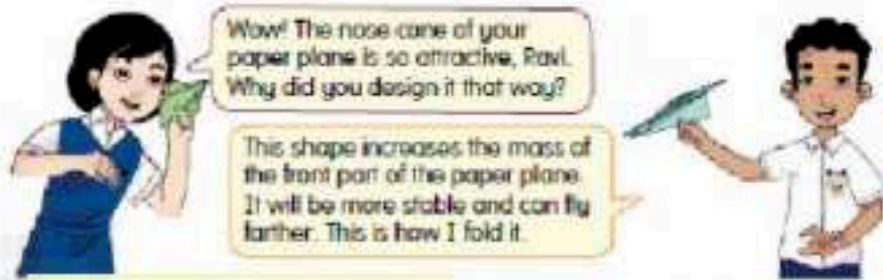 Wow! The nose cone of your
paper plane is so attractive, Ravi.
Why did you design it that way?
This shape increases the mass of
the front part of the paper plane.
It will be more stable and can fly
farther. This is how I fold it.